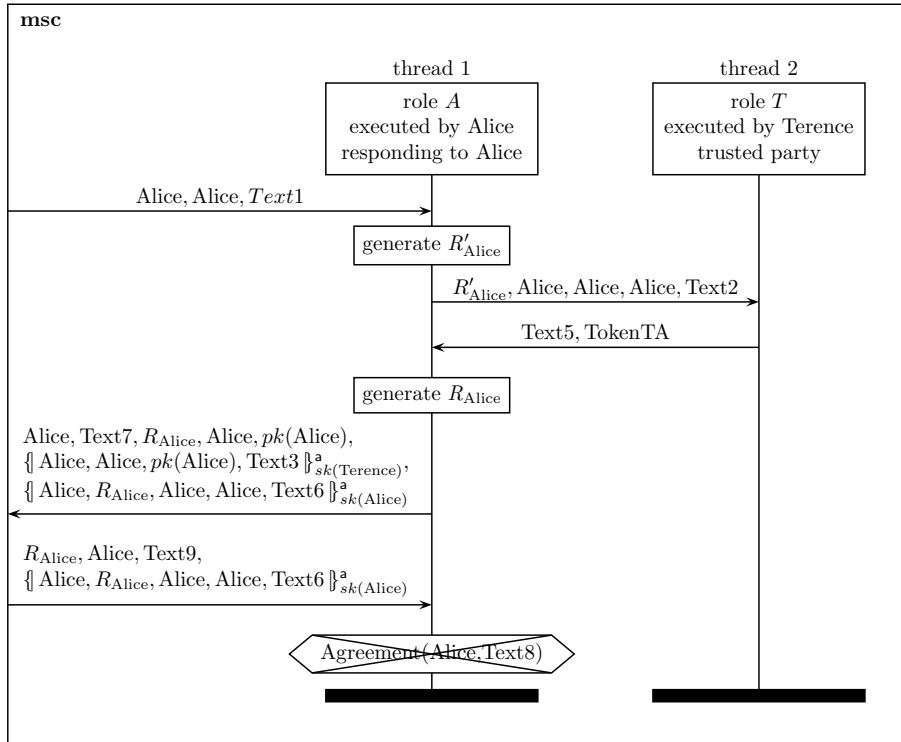 msc
thread 1
thread 2
role A
executed by Alice
responding to Alice
role T
executed by Terence
trusted party
Alice, Alice, Text1
generate R′Alice
R′Alice, Alice, Alice, Alice, Text2
Text5, TokenTA
generate RAlice
Alice, Text7, RAlice, Alice, pk(Alice),
{| Alice, Alice, pk(Alice), Text3 |}ᵃsk(Terence),
{| Alice, RAlice, Alice, Alice, Text6 |}ᵃsk(Alice)
RAlice, Alice, Text9,
{| Alice, RAlice, Alice, Alice, Text6 |}ᵃsk(Alice)
Agreement(Alice,Text8)